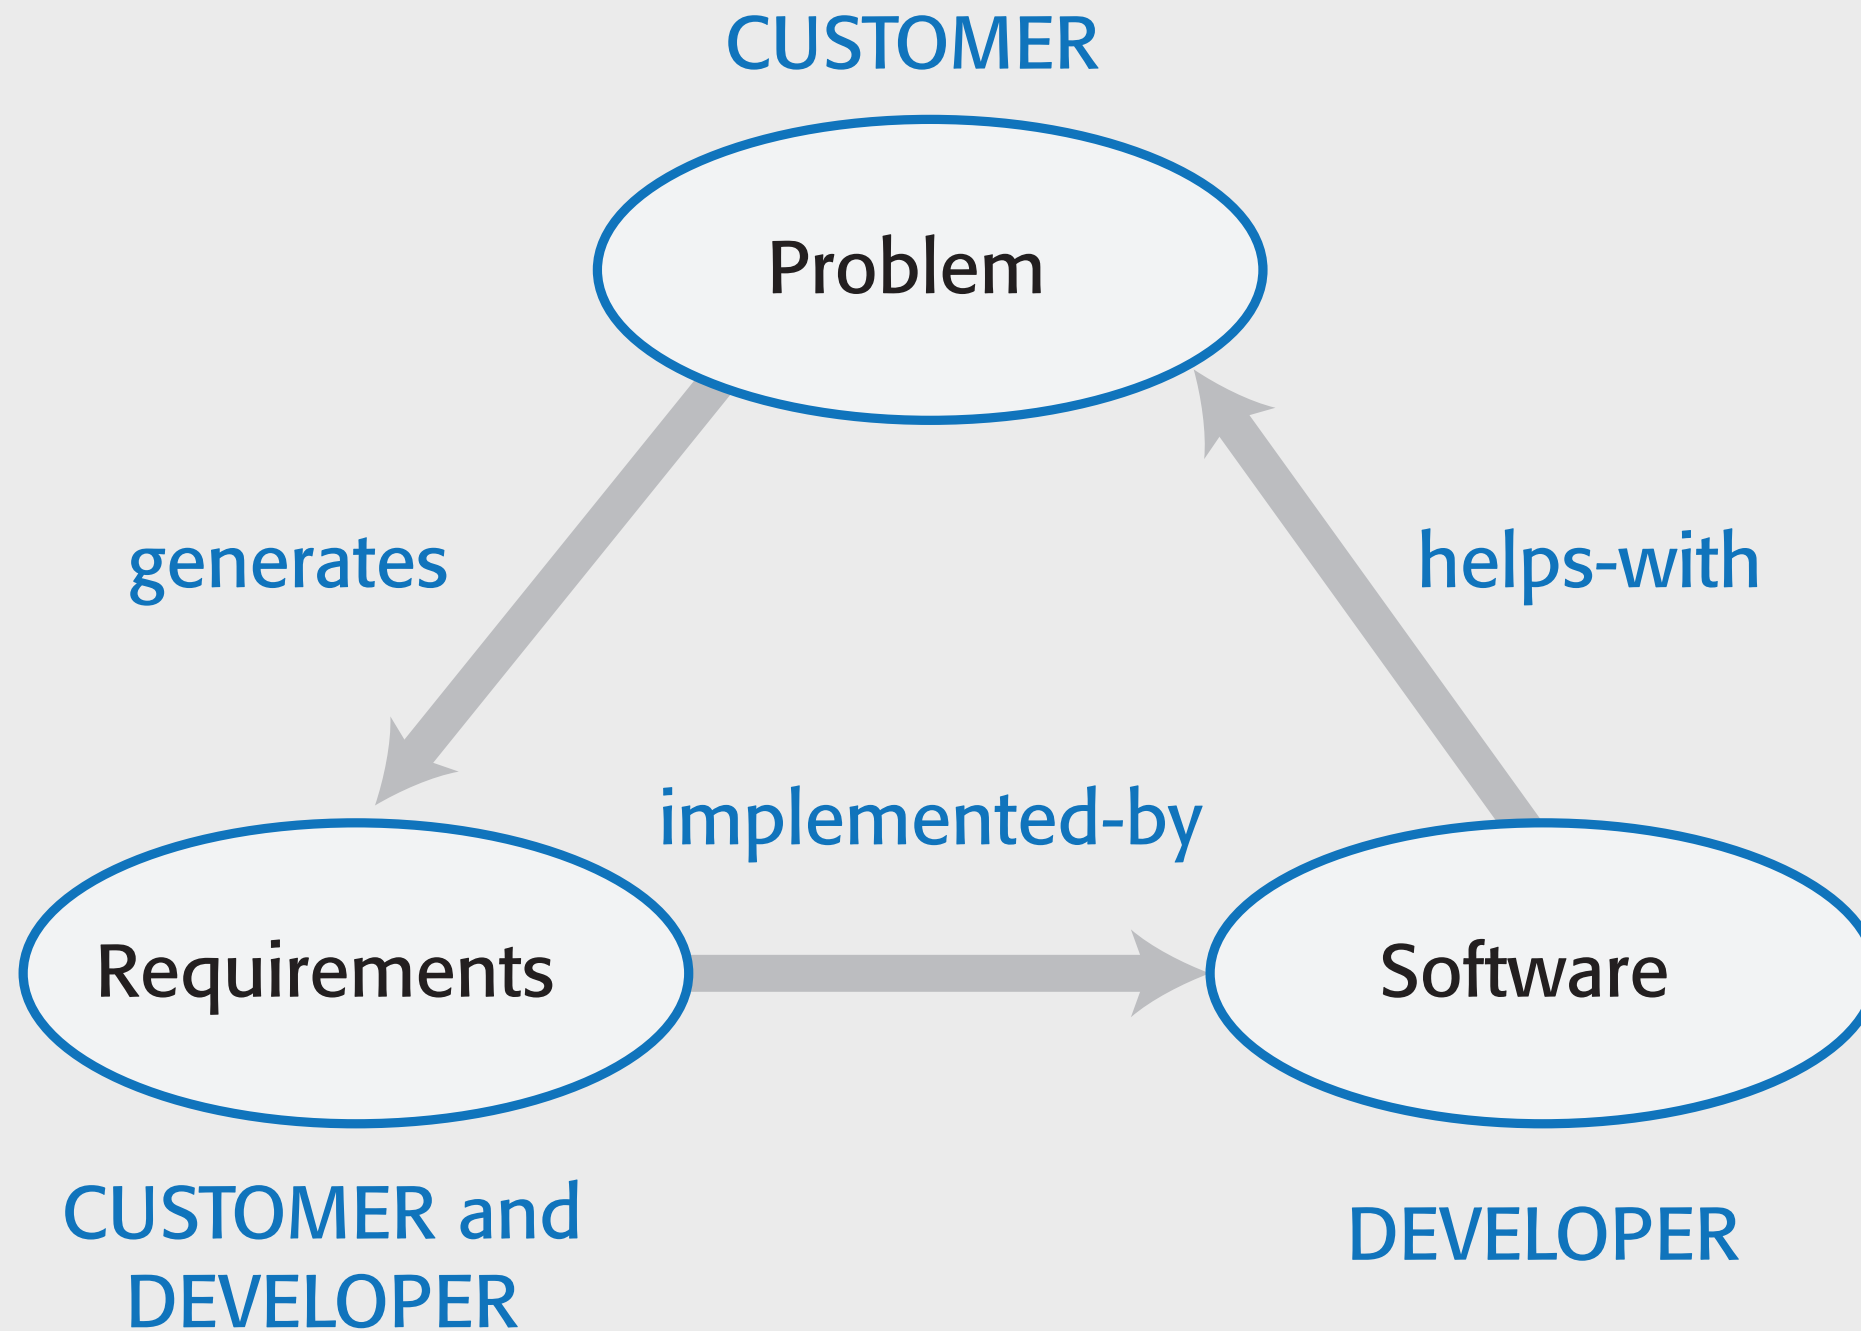 CUSTOMER
Problem
generates
helps-with
implemented-by
Requirements
Software
CUSTOMER and
DEVELOPER
DEVELOPER